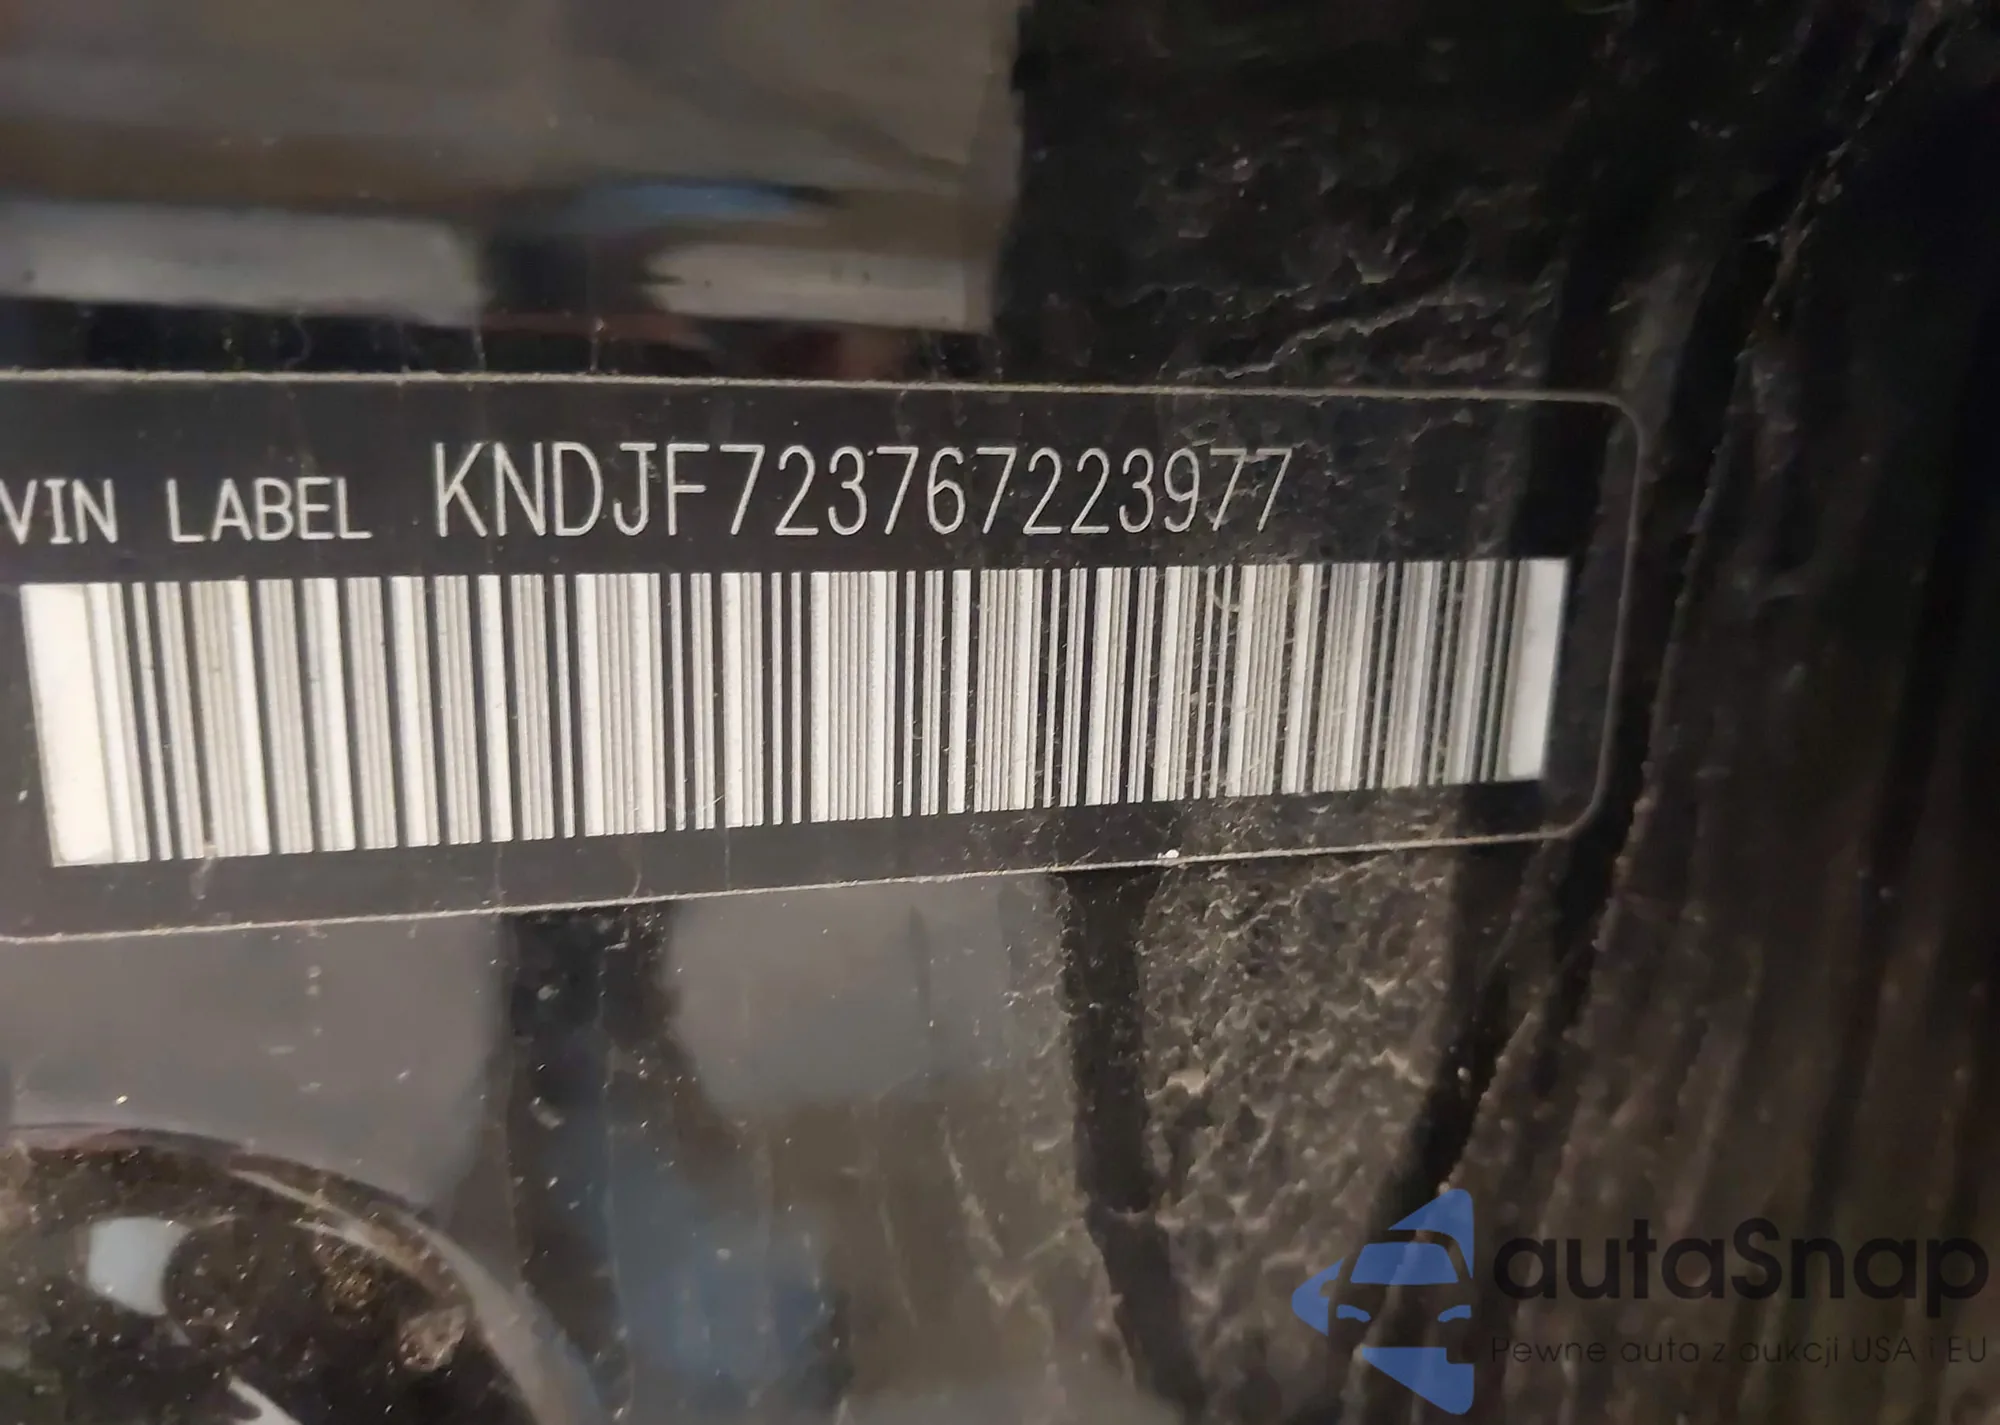 VIN LABEL KNDJF723767223977
autaSnap
Pewne auta z aukcji USA i EU